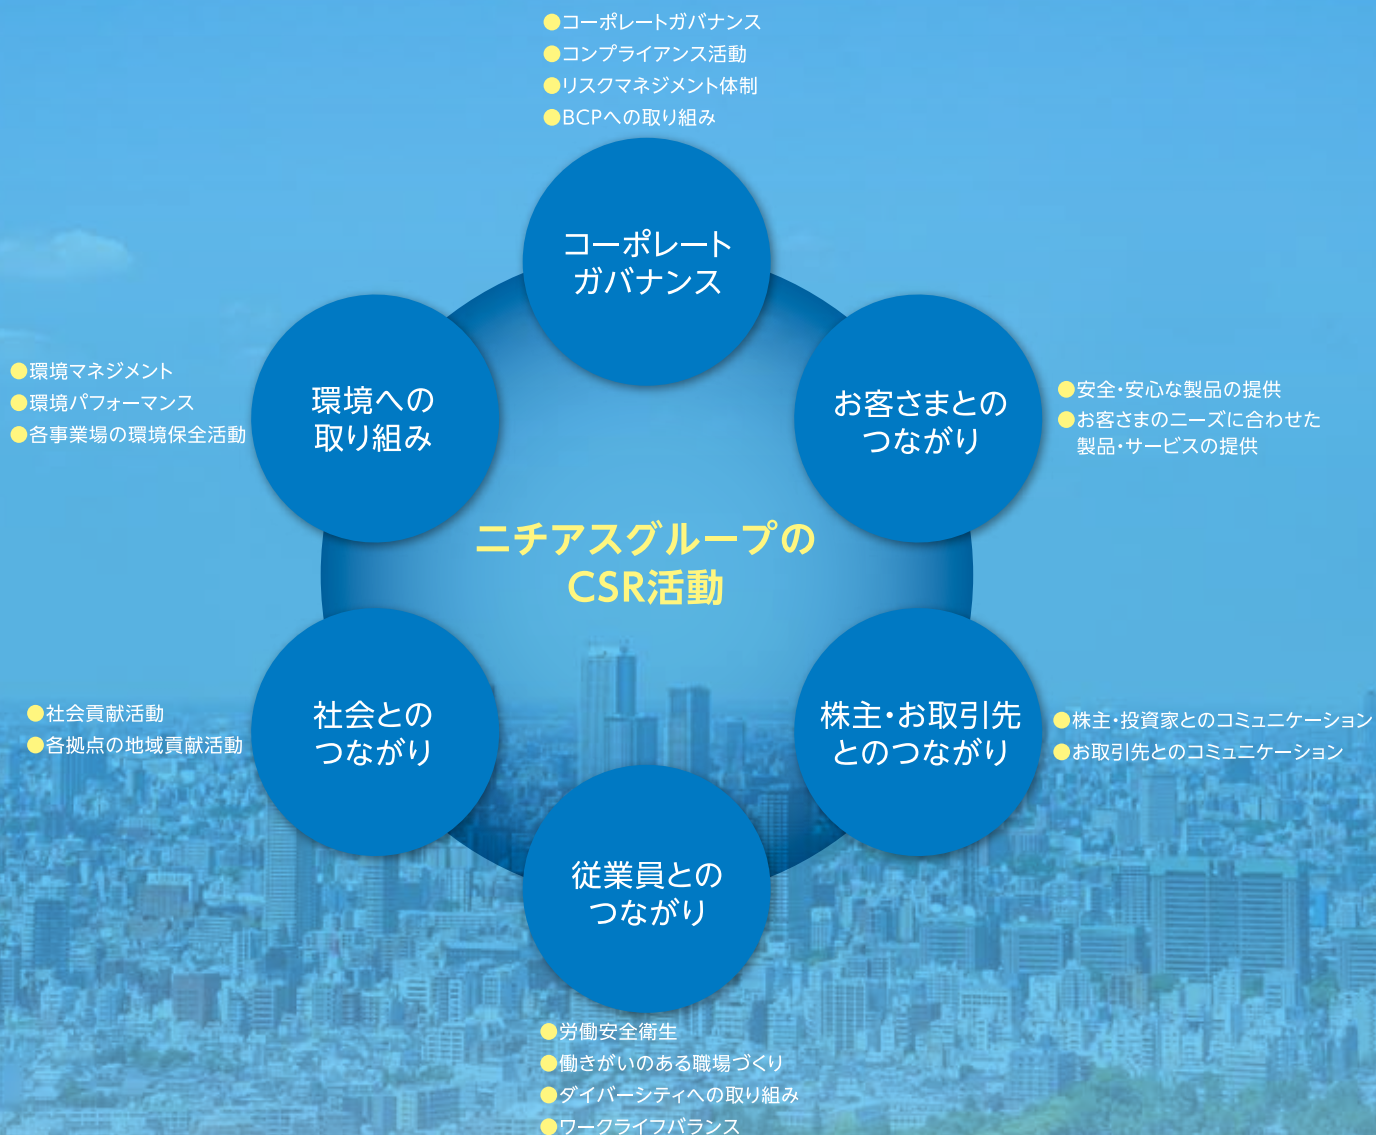 ●コーポレートガバナンス
●コンプライアンス活動
●リスクマネジメント体制
●BCPへの取り組み
コーポレート
ガバナンス
●環境マネジメント
●環境パフォーマンス
●各事業場の環境保全活動
環境への
取り組み
お客さまとの
つながり
●安全・安心な製品の提供
●お客さまのニーズに合わせた
製品・サービスの提供
ニチアスグループの
CSR活動
●社会貢献活動
●各拠点の地域貢献活動
社会との
つながり
株主・お取引先
とのつながり
●株主・投資家とのコミュニケーション
●お取引先とのコミュニケーション
従業員との
つながり
●労働安全衛生
●働きがいのある職場づくり
●ダイバーシティへの取り組み
●ワークライフバランス